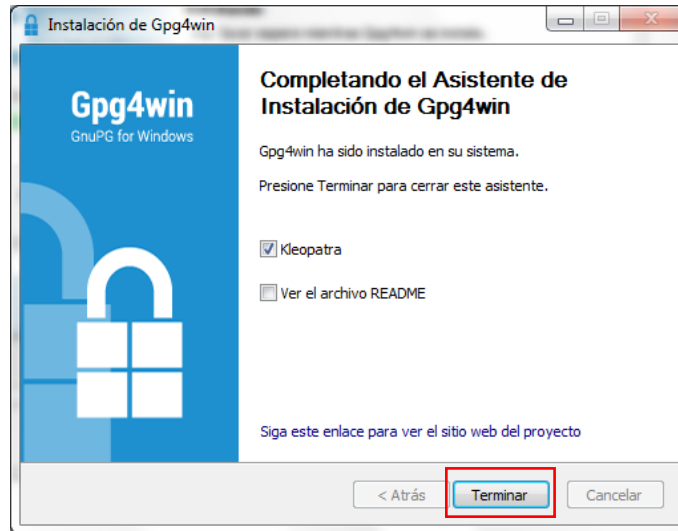 Instalación de Gpg4win
Gpg4win
GnuPG for Windows
Completando el Asistente de
Instalación de Gpg4win
Gpg4win ha sido instalado en su sistema.
Presione Terminar para cerrar este asistente.
Kleopatra
Ver el archivo README
Siga este enlace para ver el sitio web del proyecto
< Atrás
Terminar
Cancelar